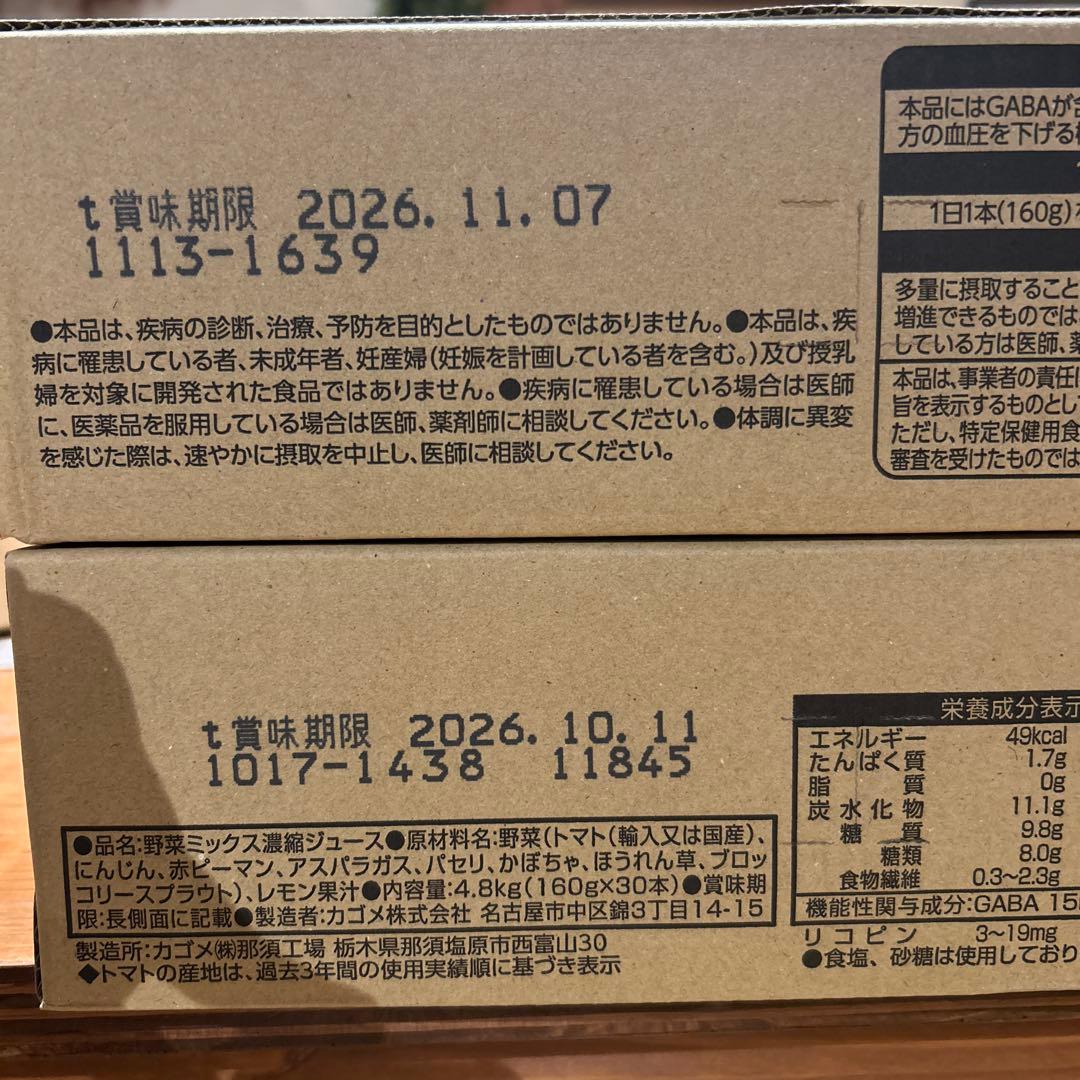 t賞味期限 2026.11.07
1113-1639
●本品は、疾病の診断、治療、予防を目的としたものではありません。●本品は、疾
病に罹患している者、未成年者、妊産婦(妊娠を計画している者を含む。)及び授乳
婦を対象に開発された食品ではありません。●疾病に罹患している場合は医師
に、医薬品を服用している場合は医師、薬剤師に相談してください。●体調に異変
を感じた際は、速やかに摂取を中止し、医師に相談してください。
本品にはGABAが含
方の血圧を下げる
1日1本(160g)を
多量に摂取すること
増進できるものでは
している方は医師、薬
本品は、事業者の責任に
旨を表示するものとして
ただし、特定保健用食
審査を受けたものでは
t賞味期限 2026.10.11
1017-1438 11845
●品名:野菜ミックス濃縮ジュース●原材料名:野菜(トマト(輸入又は国産)、
にんじん、赤ピーマン、アスパラガス、パセリ、かぼちゃ、ほうれん草、ブロッ
コリースプラウト)、レモン果汁●内容量:4.8kg(160g×30本)●賞味期
限:長側面に記載●製造者:カゴメ株式会社 名古屋市中区錦3丁目14-15
製造所:カゴメ㈱那須工場 栃木県那須塩原市西富山30
◆トマトの産地は、過去3年間の使用実績順に基づき表示
栄養成分表示
エネルギー 49kcal
たんぱく質 1.7g
脂質 0g
炭水化物 11.1g
糖質 9.8g
糖類 8.0g
食物繊維 0.3~2.3g
機能性関与成分:GABA 15
リコピン 3~19mg
●食塩、砂糖は使用しており